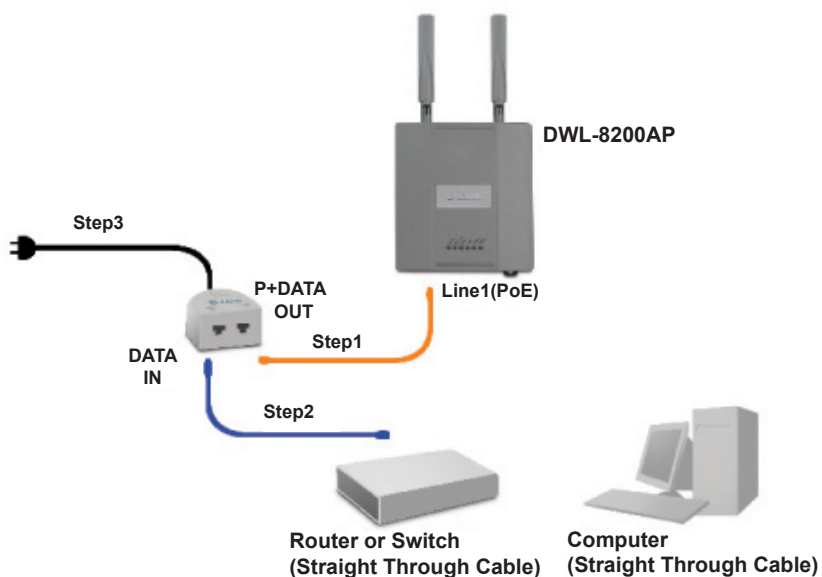 DWL-8200AP
Step3
P+DATA
OUT
Line1(PoE)
Step1
DATA
IN
Step2
Router or Switch
(Straight Through Cable)
Computer
(Straight Through Cable)